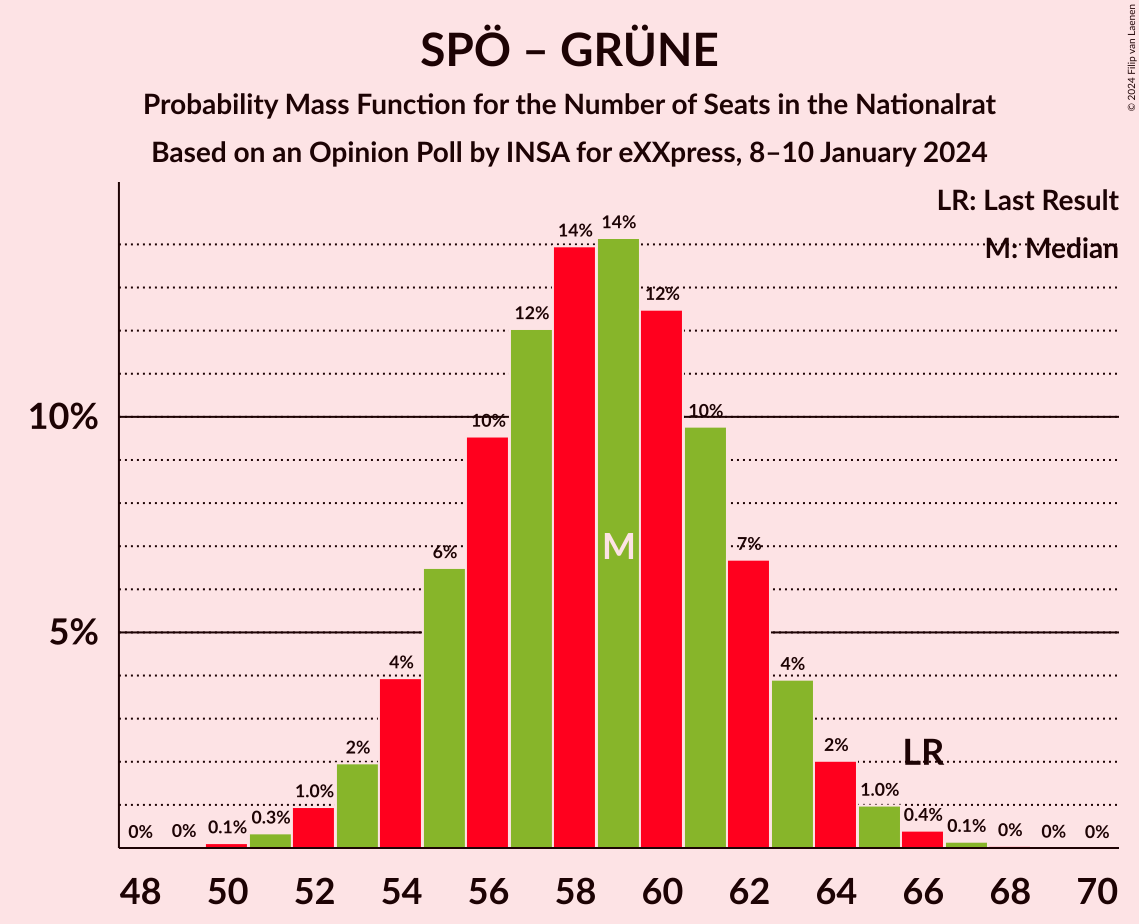 SPÖ – GRÜNE
Probability Mass Function for the Number of Seats in the Nationalrat
Based on an Opinion Poll by INSA for eXXpress, 8–10 January 2024
© 2024 Filip van Laenen
LR: Last Result
M: Median
10%
5%
0%
0%
0.1%
0.3%
1.0%
2%
4%
6%
10%
12%
14%
14%
12%
10%
7%
4%
2%
1.0%
0.4%
0.1%
0%
0%
0%
M
LR
48 50 52 54 56 58 60 62 64 66 68 70